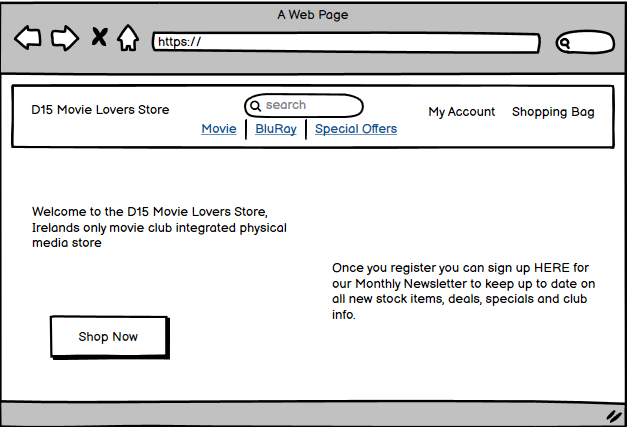 A Web Page
https://
D15 Movie Lovers Store
search
My Account Shopping Bag
Movie BluRay Special Offers
Welcome to the D15 Movie Lovers Store,
Irelands only movie club integrated physical
media store
Once you register you can sign up HERE for
our Monthly Newsletter to keep up to date on
all new stock items, deals, specials and club
info.
Shop Now